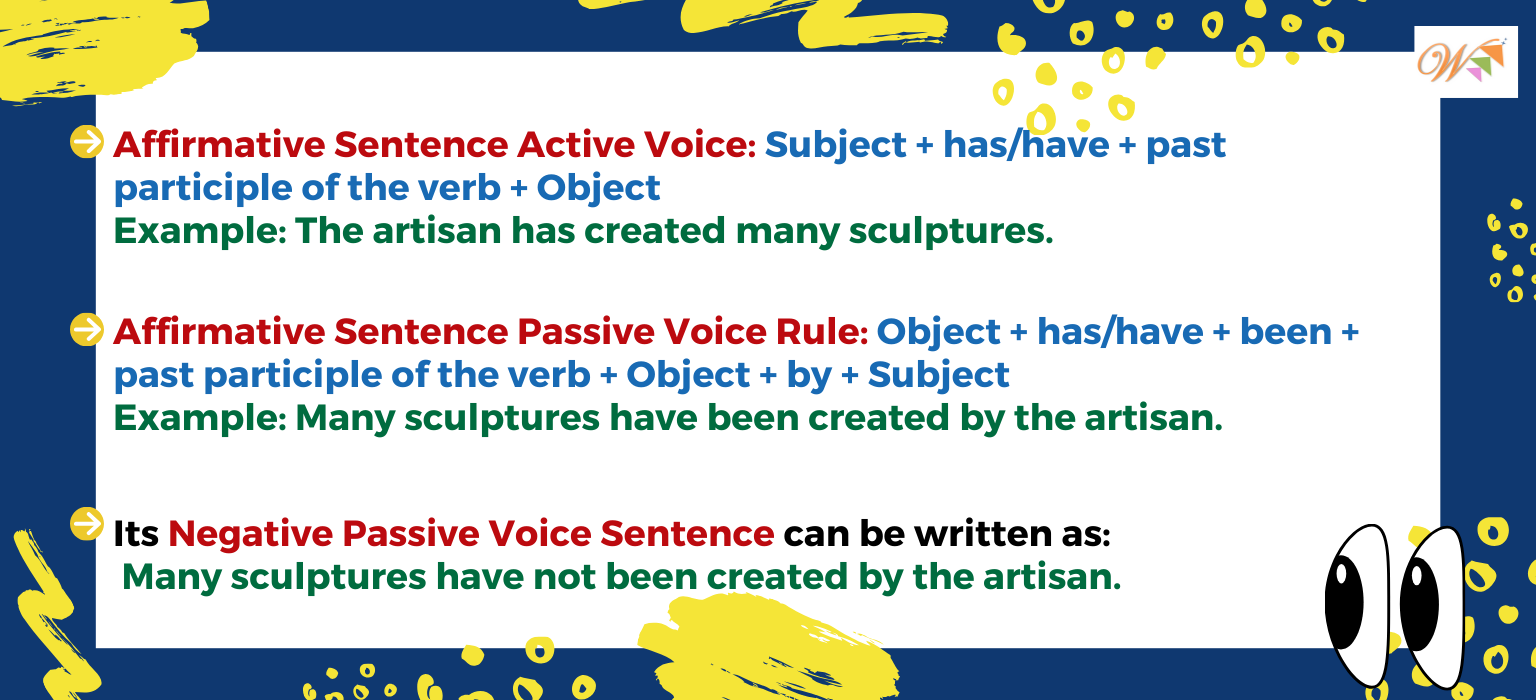 Affirmative Sentence Active Voice: Subject + has/have + past
participle of the verb + Object
Example: The artisan has created many sculptures.
Affirmative Sentence Passive Voice Rule: Object + has/have + been +
past participle of the verb + Object + by + Subject
Example: Many sculptures have been created by the artisan.
Its Negative Passive Voice Sentence can be written as:
Many sculptures have not been created by the artisan.
W